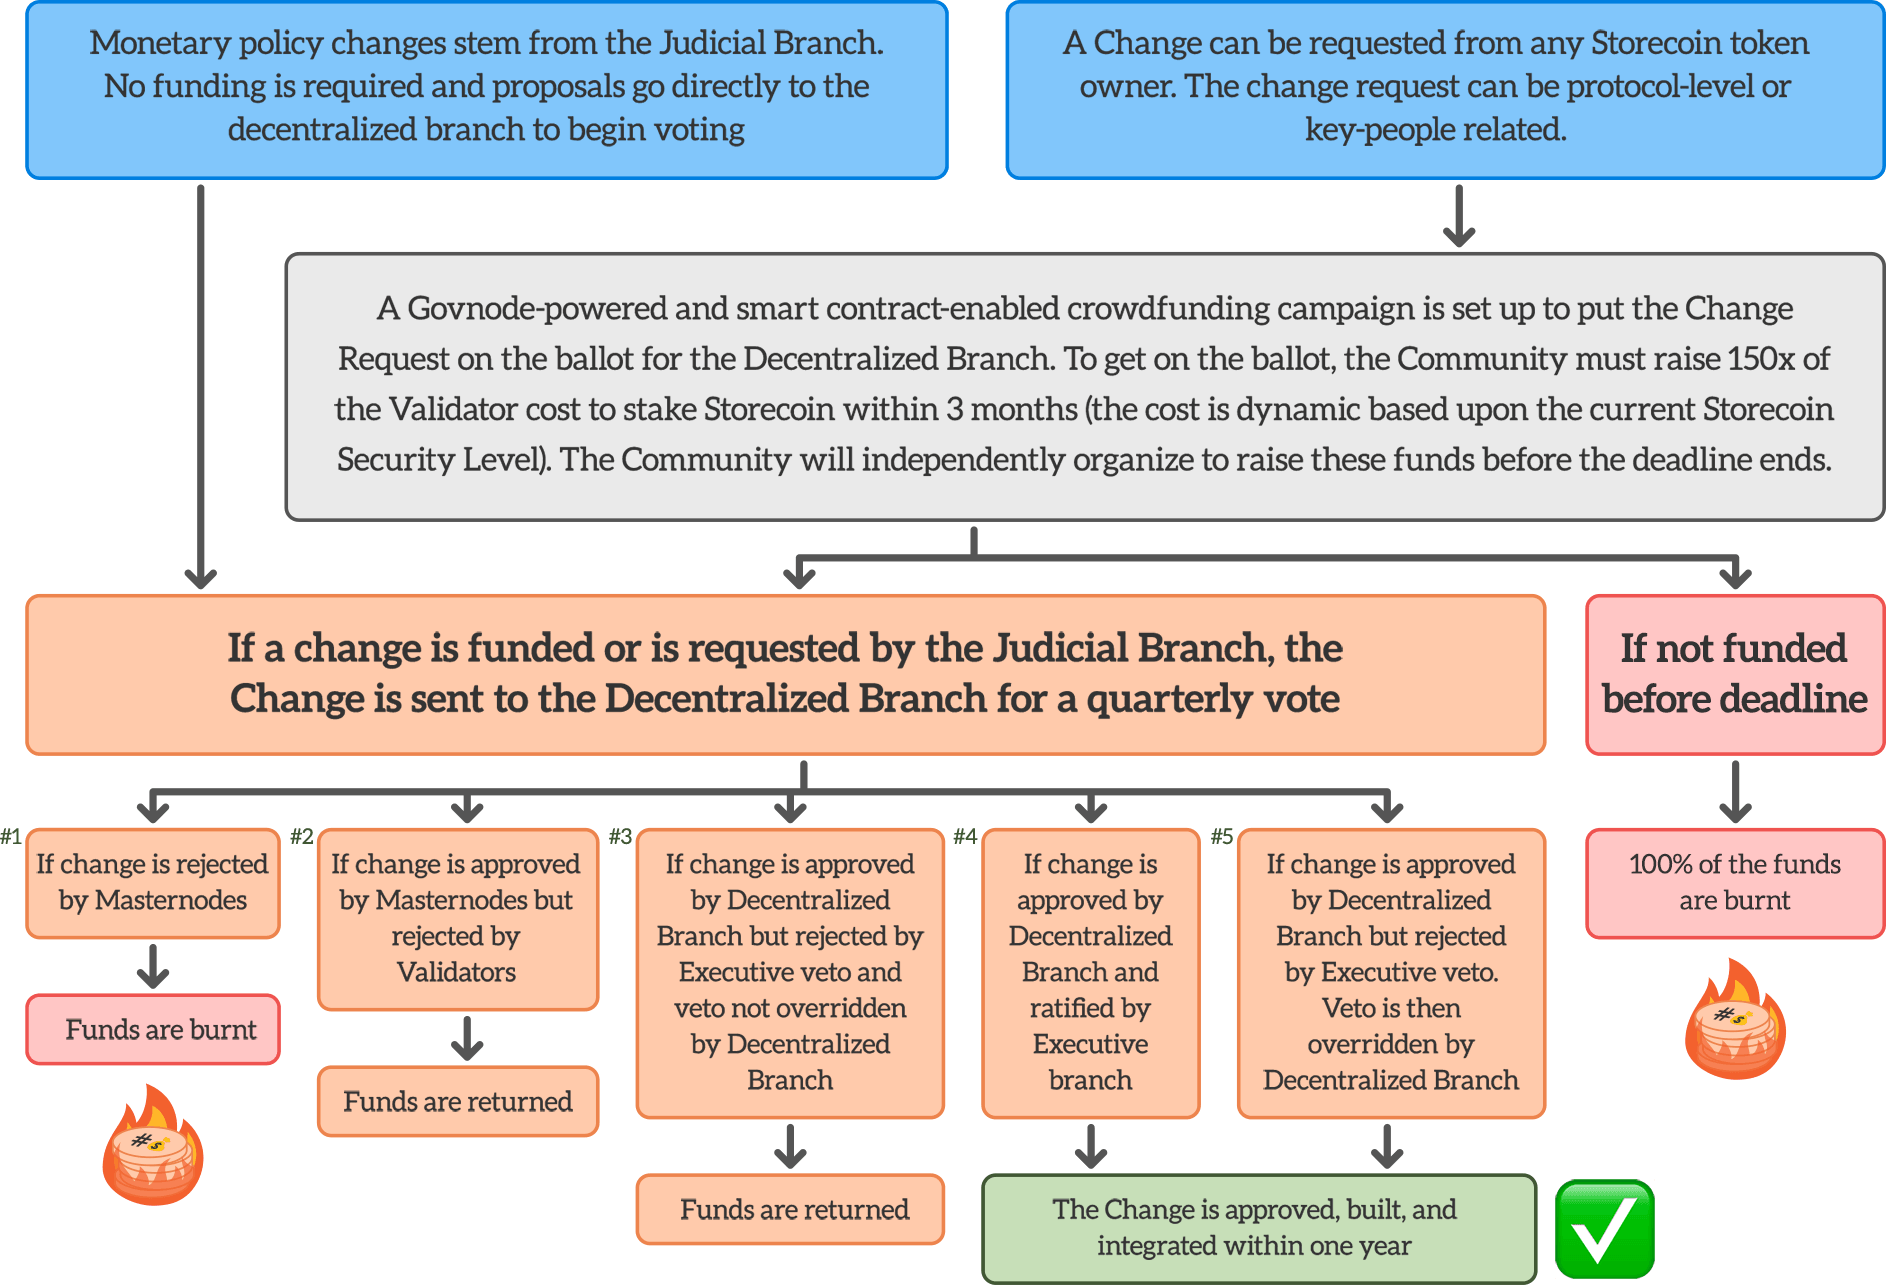 Monetary policy changes stem from the Judicial Branch.
No funding is required and proposals go directly to the
decentralized branch to begin voting
A Change can be requested from any Storecoin token
owner. The change request can be protocol-level or
key-people related.
A Govnode-powered and smart contract-enabled crowdfunding campaign is set up to put the Change
Request on the ballot for the Decentralized Branch. To get on the ballot, the Community must raise 150x of
the Validator cost to stake Storecoin within 3 months (the cost is dynamic based upon the current Storecoin
Security Level). The Community will independently organize to raise these funds before the deadline ends.
If a change is funded or is requested by the Judicial Branch, the
Change is sent to the Decentralized Branch for a quarterly vote
If not funded
before deadline
#1
If change is rejected
by Masternodes
Funds are burnt
#2
If change is approved
by Masternodes but
rejected by
Validators
Funds are returned
#3
If change is approved
by Decentralized
Branch but rejected by
Executive veto and
veto not overridden
by Decentralized
Branch
Funds are returned
#4
If change is
approved by
Decentralized
Branch and
ratified by
Executive
branch
#5
If change is approved
by Decentralized
Branch but rejected
by Executive veto.
Veto is then
overridden by
Decentralized Branch
The Change is approved, built, and
integrated within one year
100% of the funds
are burnt